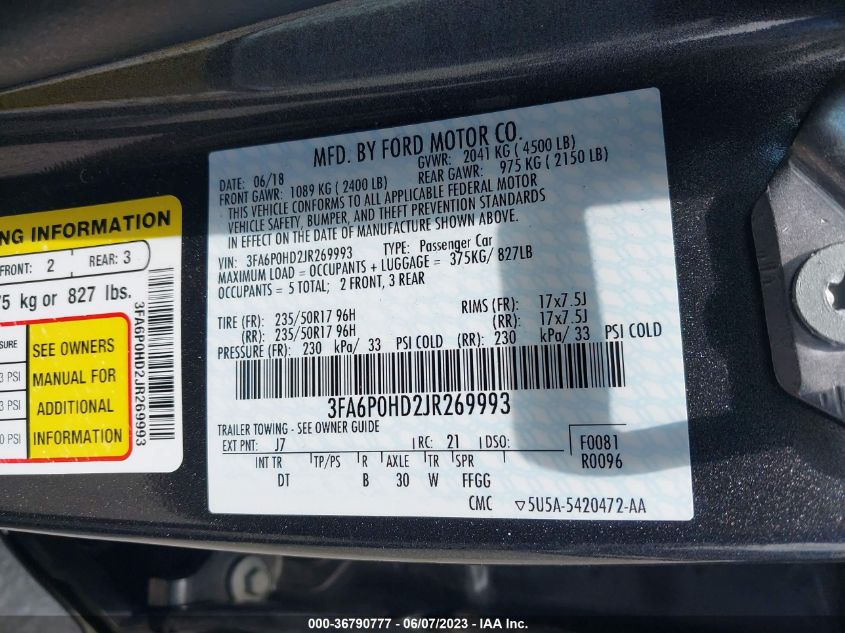 MFD. BY FORD MOTOR CO.
DATE: 06/18 GVWR: 2041 KG ( 4500 LB)
FRONT GAWR: 1089 KG ( 2400 LB) REAR GAWR: 975 KG ( 2150 LB)
THIS VEHICLE CONFORMS TO ALL APPLICABLE FEDERAL MOTOR
VEHICLE SAFETY, BUMPER, AND THEFT PREVENTION STANDARDS
IN EFFECT ON THE DATE OF MANUFACTURE SHOWN ABOVE.
VIN: 3FA6P0HD2JR269993 TYPE: Passenger Car
MAXIMUM LOAD = OCCUPANTS + LUGGAGE = 375KG/ 827LB
OCCUPANTS = 5 TOTAL; 2 FRONT, 3 REAR
TIRE (FR): 235/50R17 96H RIMS (FR): 17x7.5J
(RR): 235/50R17 96H (RR): 17x7.5J
PRESSURE (FR): 230 kPa/ 33 PSI COLD (RR): 230 kPa/ 33 PSI COLD
3FA6P0HD2JR269993
TRAILER TOWING - SEE OWNER GUIDE
EXT PNT: J7 RC: 21 DSO: F0081
INT TR TP/PS R AXLE TR SPR R0096
DT B 30 W FFGG
CMC ▽5U5A-5420472-AA
NG INFORMATION
FRONT: 2 REAR: 3
75 kg or 827 lbs.
SURE SEE OWNERS
3 PSI MANUAL FOR
3 PSI ADDITIONAL
0 PSI INFORMATION
3FA6P0HD2JR269993
000-36790777 - 06/07/2023 - IAA Inc.